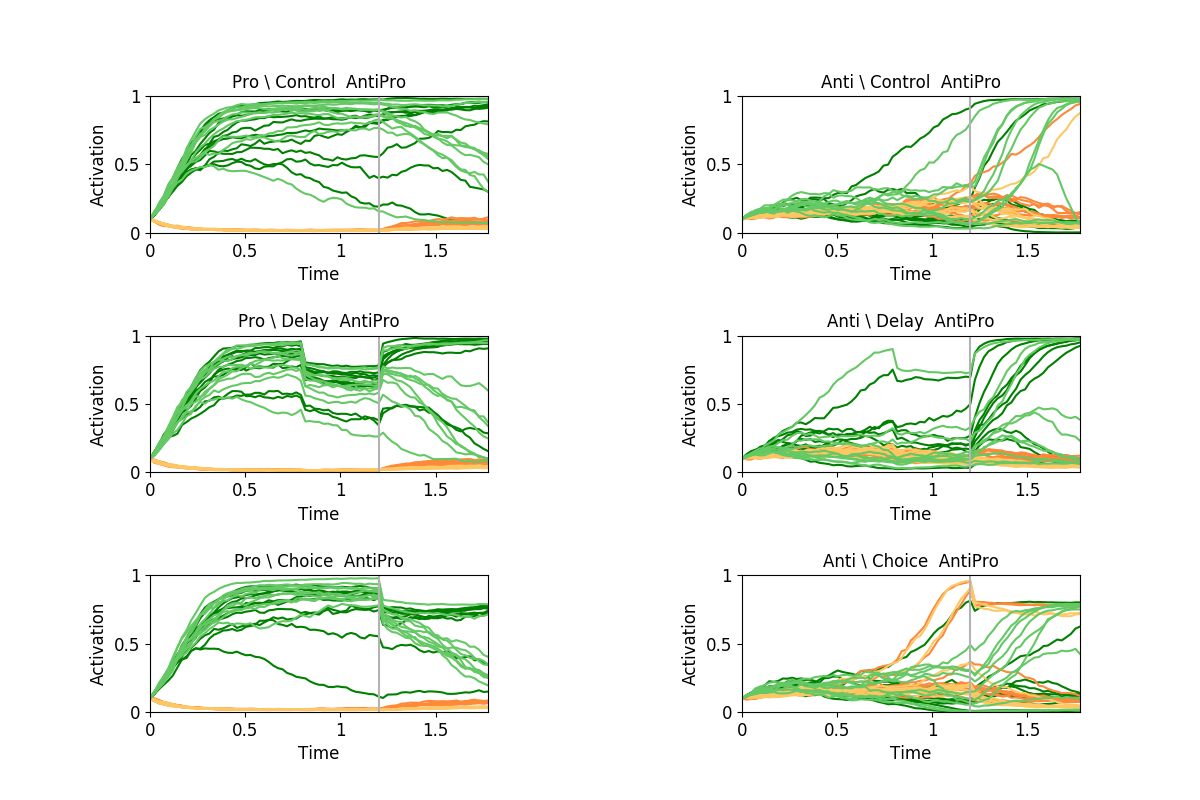 Pro \ Control  AntiPro
Activation
1
0.5
0
0 0.5 1 1.5
Time
Anti \ Control  AntiPro
Activation
1
0.5
0
0 0.5 1 1.5
Time
Pro \ Delay  AntiPro
Activation
1
0.5
0
0 0.5 1 1.5
Time
Anti \ Delay  AntiPro
Activation
1
0.5
0
0 0.5 1 1.5
Time
Pro \ Choice  AntiPro
Activation
1
0.5
0
0 0.5 1 1.5
Time
Anti \ Choice  AntiPro
Activation
1
0.5
0
0 0.5 1 1.5
Time